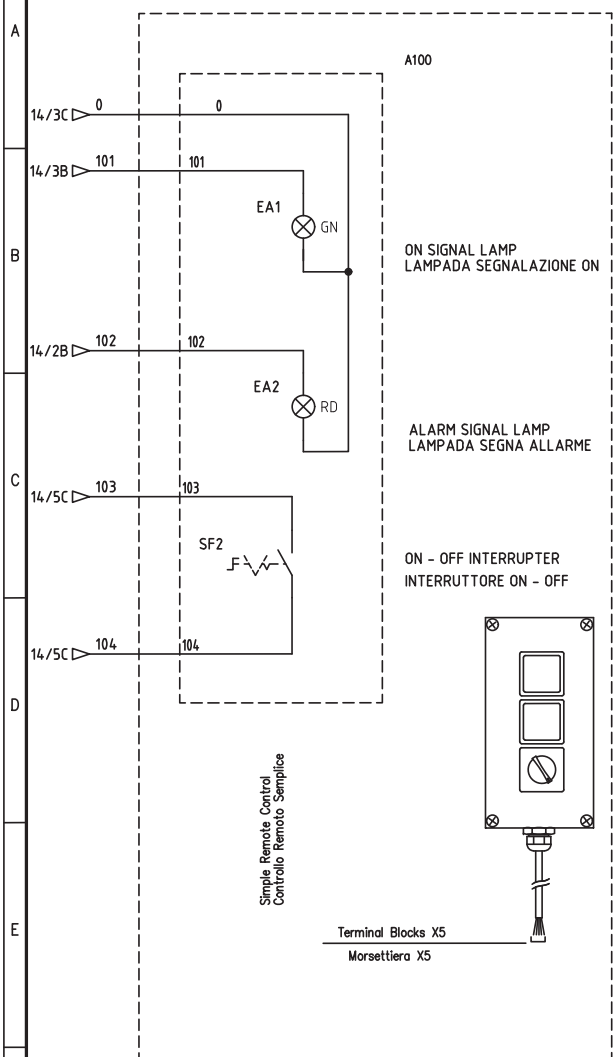 A
A100
14/3C 0 0
14/3B 101 101
EA1
GN
B
ON SIGNAL LAMP
LAMPADA SEGNALAZIONE ON
14/2B 102 102
EA2
RD
ALARM SIGNAL LAMP
LAMPADA SEGNA ALLARME
C
14/5C 103 103
SF2
ON - OFF INTERRUPTER
INTERRUTTORE ON - OFF
14/5C 104 104
D
Simple Remote Control
Controllo Remoto Semplice
E
Terminal Blocks X5
Morsettiera X5